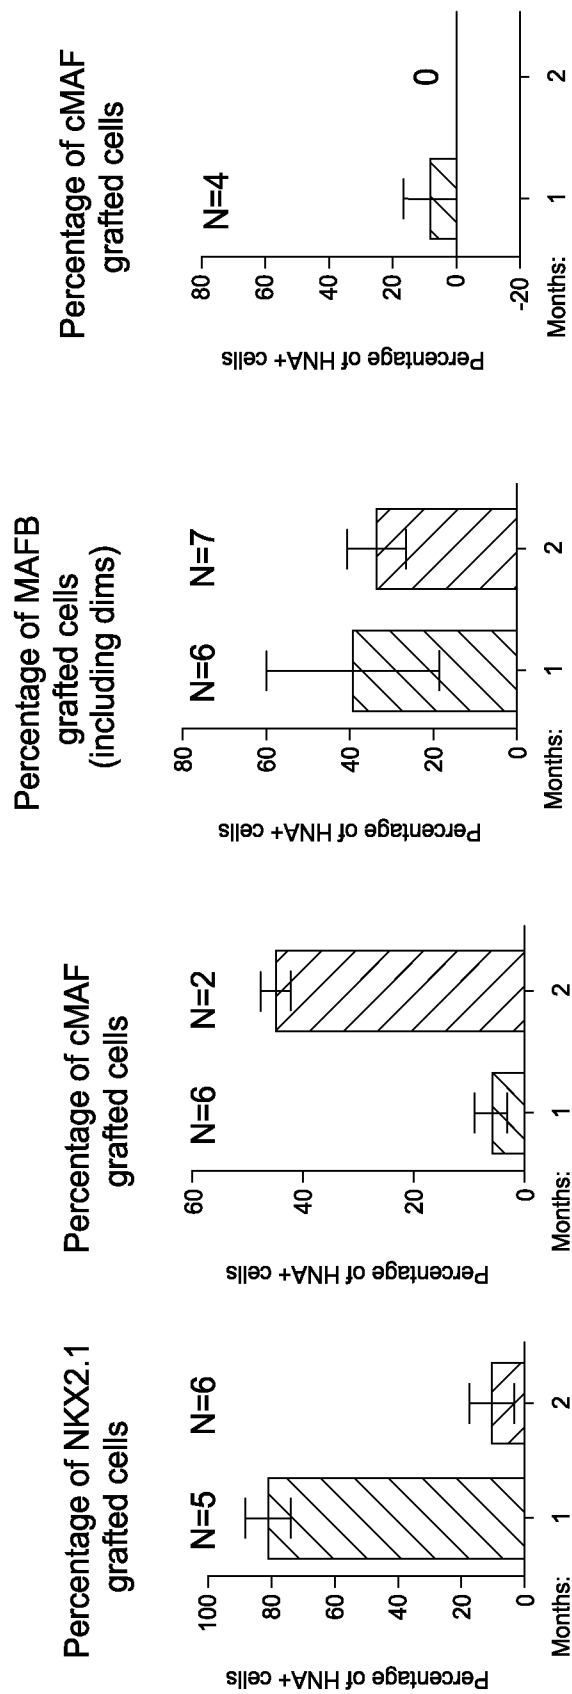 Percentage of NKX2.1
grafted cells
N=5
N=6
100
80
60
40
20
0
Percentage of HNA+ cells
Months:
1
2
Percentage of cMAF
grafted cells
N=6
N=2
60
40
20
0
Percentage of HNA+ cells
Months:
1
2
Percentage of MAFB
grafted cells
(including dims)
N=6
N=7
80
60
40
20
0
Percentage of HNA+ cells
Months:
1
2
Percentage of cMAF
grafted cells
N=4
0
80
60
40
20
0
-20
Percentage of HNA+ cells
Months:
1
2